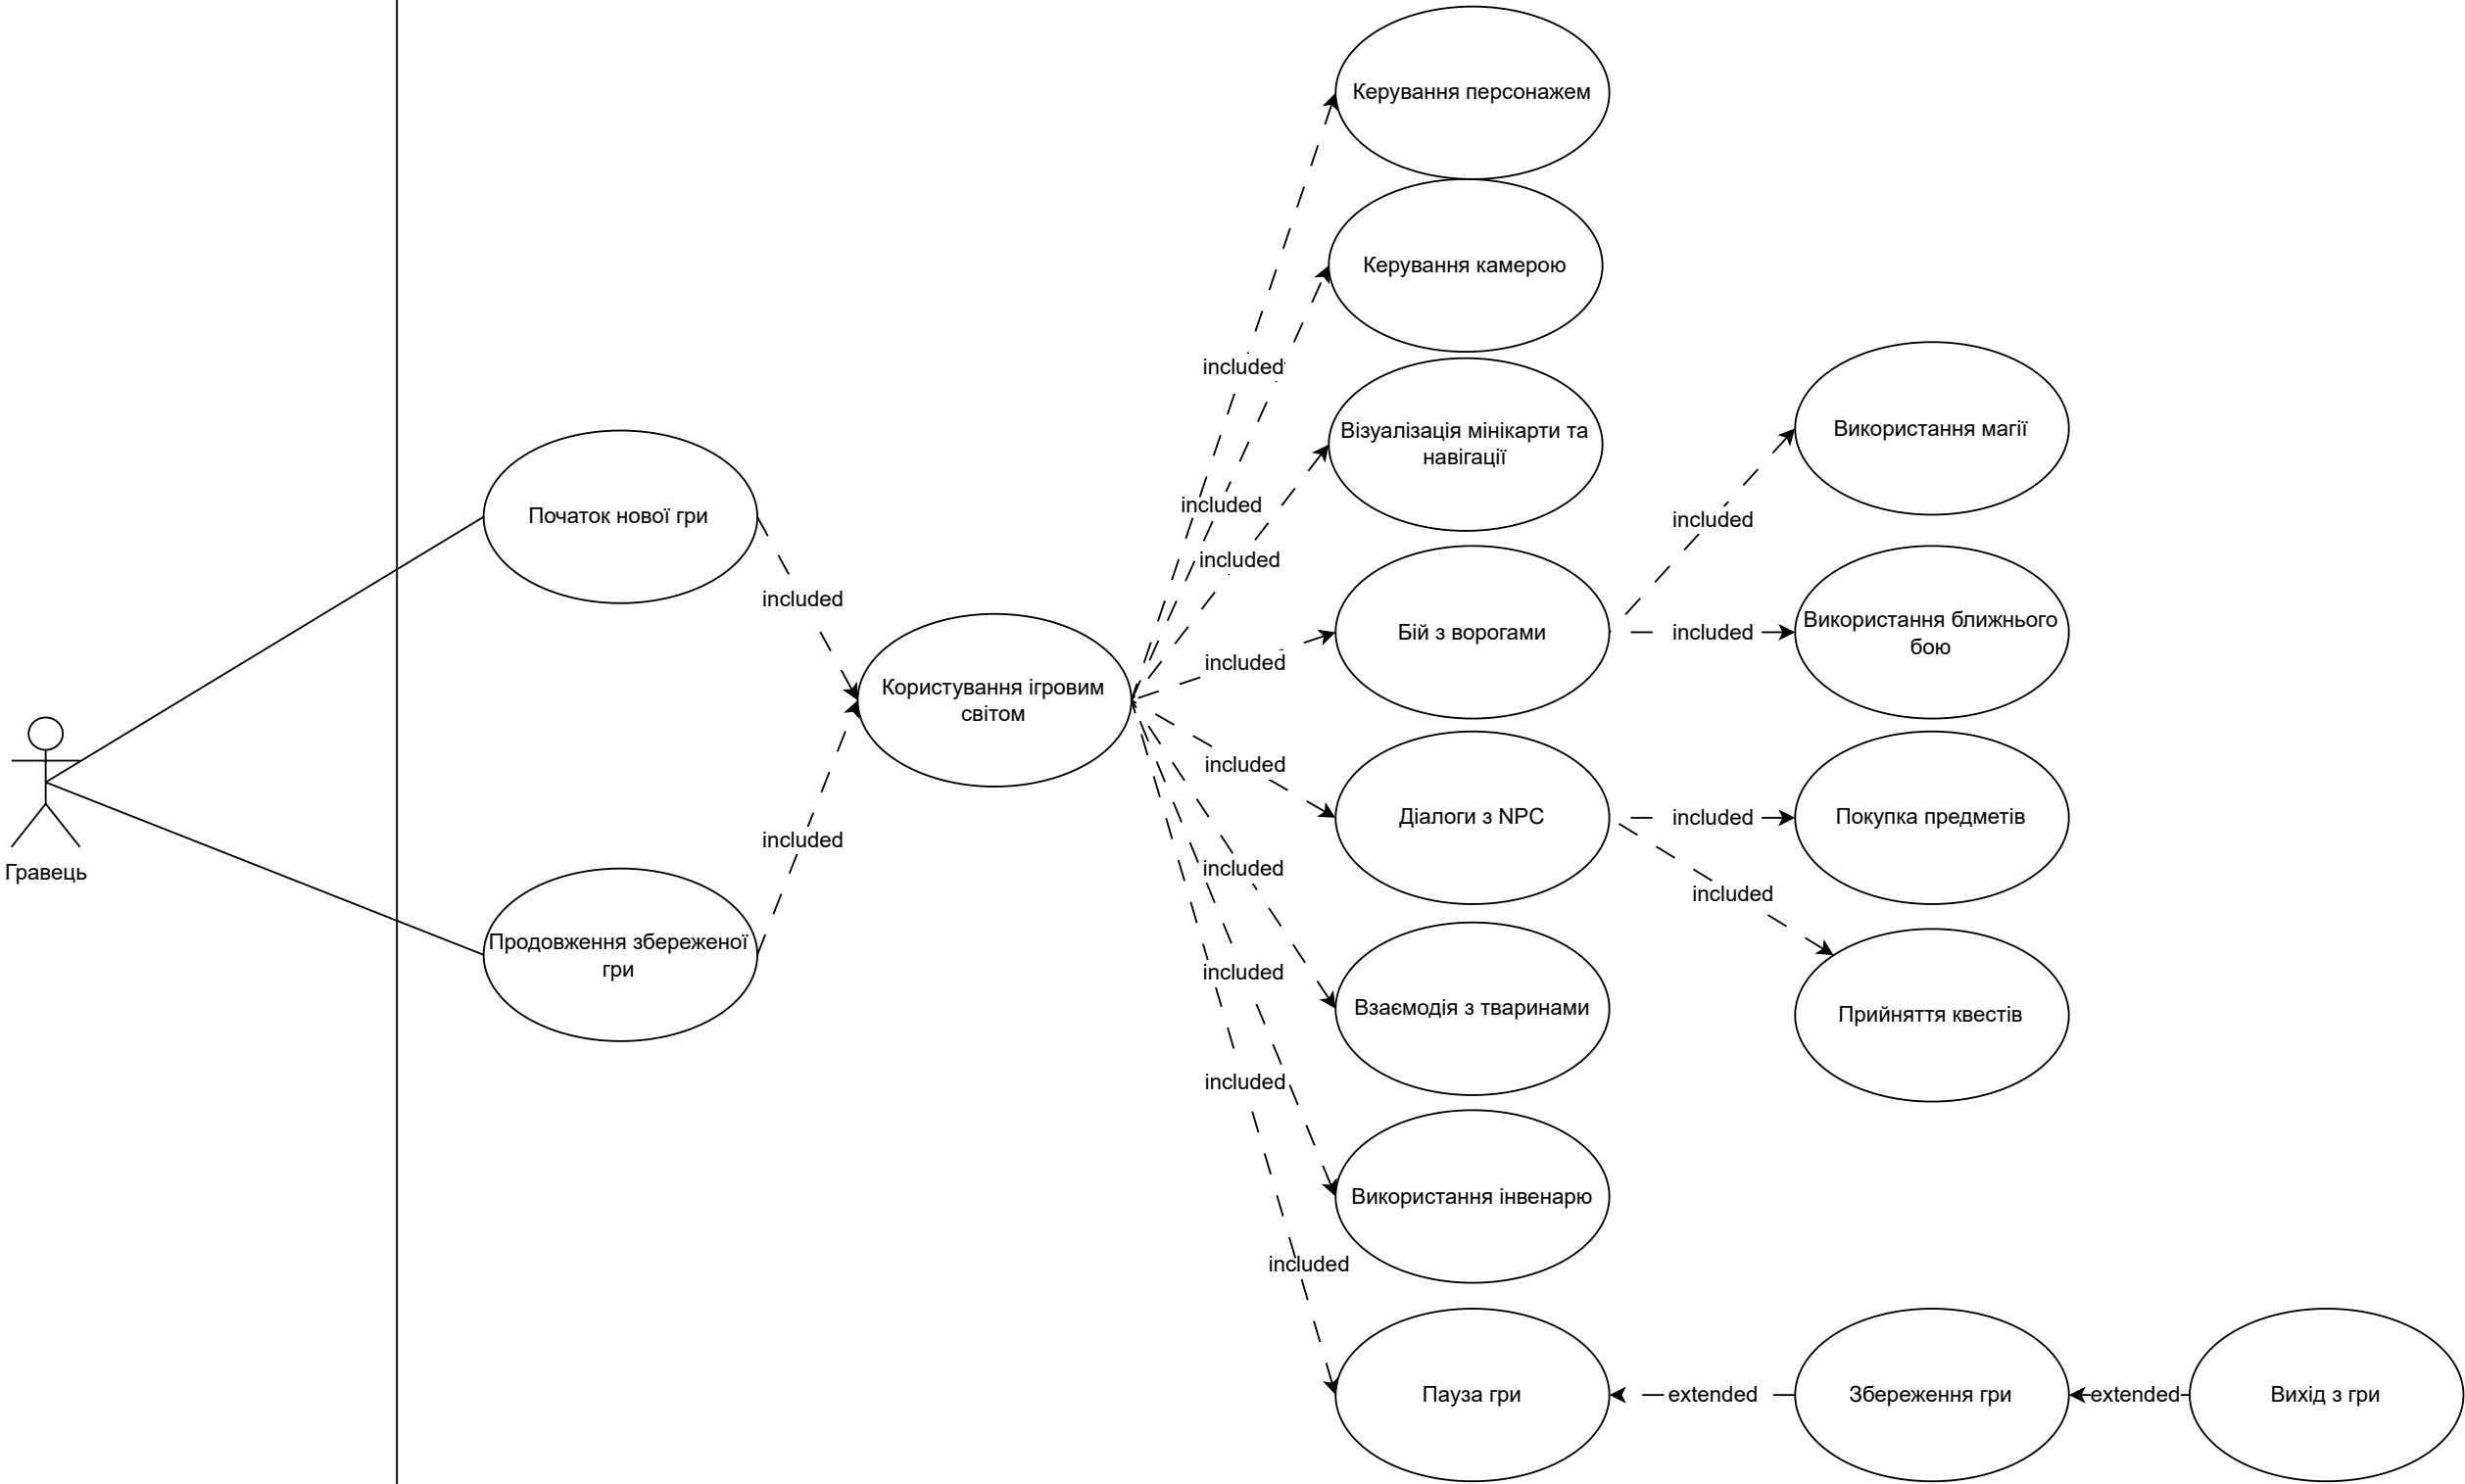 Керування персонажем
Керування камерою
included
Візуалізація мінікарти та
навігації
Використання магії
included
included
Початок нової гри
included
included
included
Бій з ворогами
included
Використання ближнього
бою
included
Користування ігровим
світом
included
Діалоги з NPC
included
Покупка предметів
included
included
included
Гравець
Продовження збереженої
гри
included
Взаємодія з тваринами
Прийняття квестів
included
Використання інвенарю
included
Пауза гри
extended
Збереження гри
extended
Вихід з гри